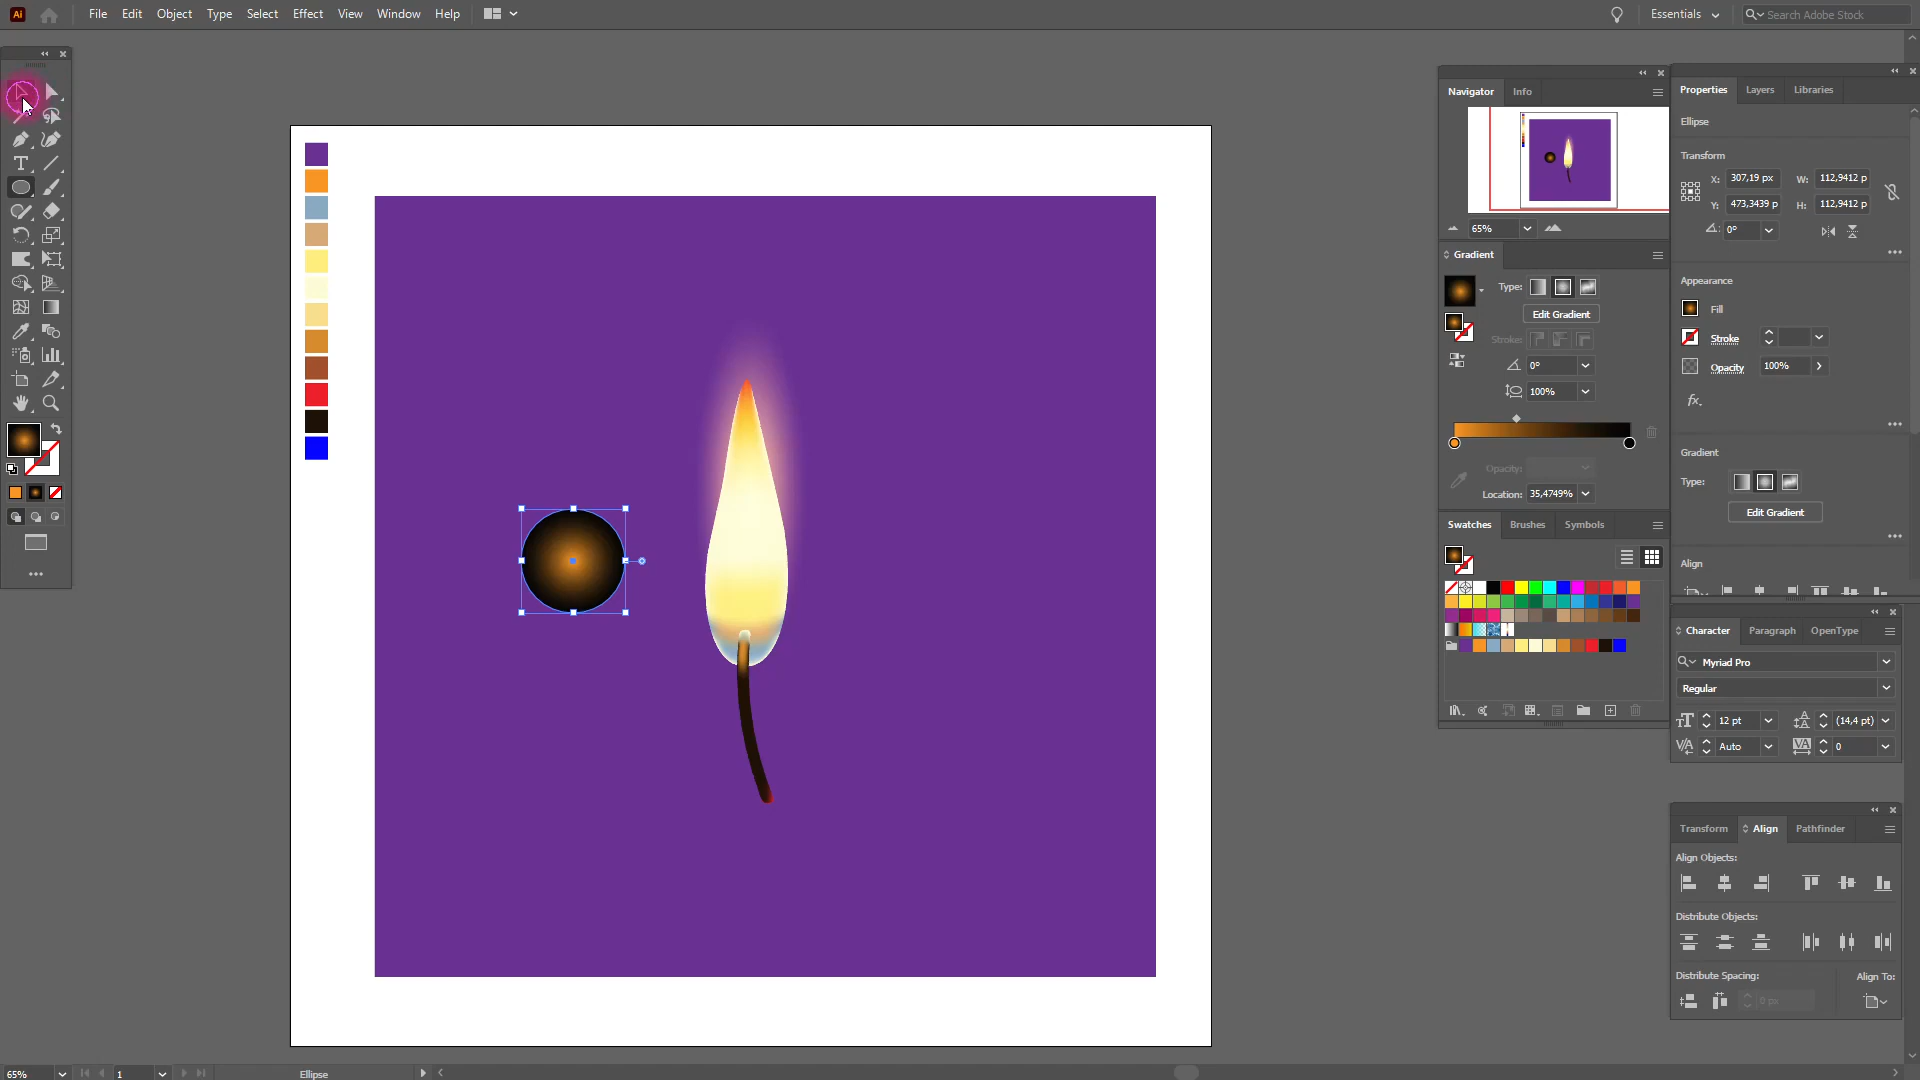 Ai File Edit Object Type Select Effect View Window Help Essentials Search Adobe Stock
Navigator Info
65%
Gradient
Type:
Edit Gradient
Stroke:
0°
100%
Opacity:
Location: 35,4749%
Swatches Brushes Symbols
Properties Layers Libraries
Ellipse
Transform
X: 307,19 px W: 112,9412 p
Y: 473,3439 p H: 112,9412 p
0°
Appearance
Fill
Stroke
Opacity 100%
fx.
Gradient
Type:
Edit Gradient
Align
Character Paragraph OpenType
Myriad Pro
Regular
12 pt (14,4 pt)
Auto 0
Transform Align Pathfinder
Align Objects:
Distribute Objects:
Distribute Spacing: Align To:
0 px
65% 1 Ellipse